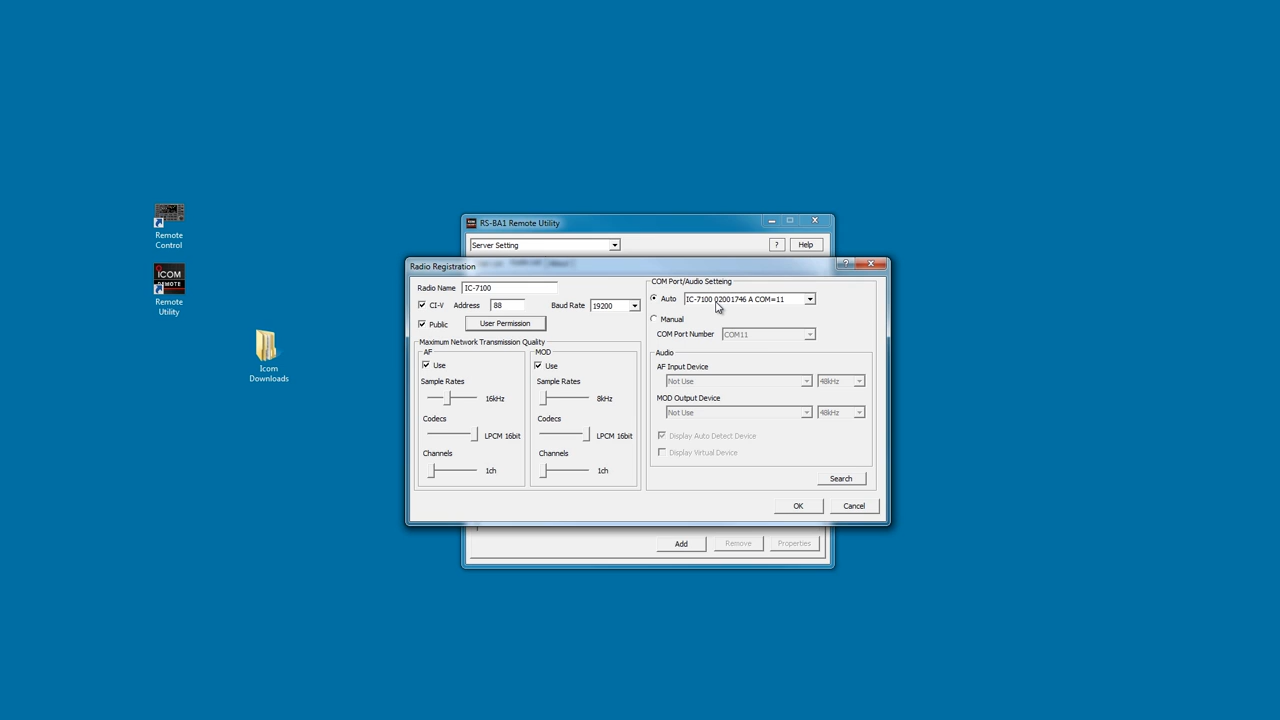 Remote
Control
ICOM
REMOTE
Remote
Utility
Icom
Downloads
RS-BA1 Remote Utility
Server Setting
?
Help
Radio Registration
?
Radio Name
IC-7100
CI-V
Address
88
Baud Rate
19200
Public
User Permission
Maximum Network Transmission Quality
AF
Use
Sample Rates
16kHz
Codecs
LPCM 16bit
Channels
1ch
MOD
Use
Sample Rates
8kHz
Codecs
LPCM 16bit
Channels
1ch
COM Port/Audio Setteing
Auto
IC-7100 02001746 A COM=11
Manual
COM Port Number
COM11
Audio
AF Input Device
Not Use
48kHz
MOD Output Device
Not Use
48kHz
Display Auto Detect Device
Display Virtual Device
Search
OK
Cancel
Add
Remove
Properties